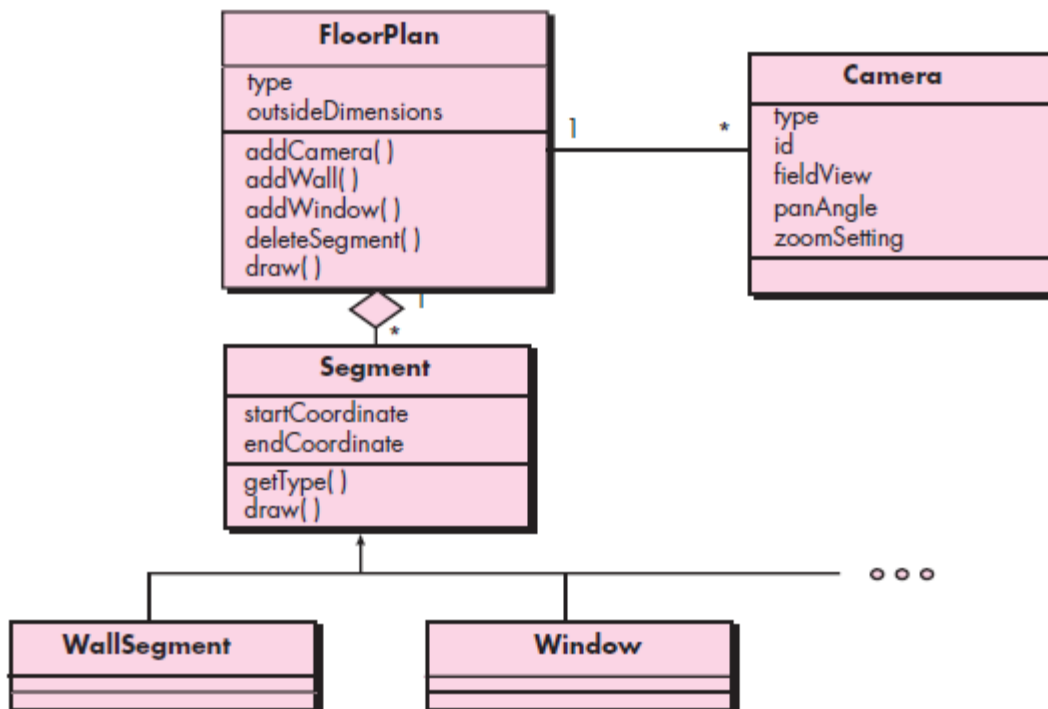 FloorPlan
type
outsideDimensions
addCamera( )
addWall( )
addWindow( )
deleteSegment( )
draw( )
1
*
Camera
type
id
fieldView
panAngle
zoomSetting
1
*
Segment
startCoordinate
endCoordinate
getType( )
draw( )
WallSegment
Window